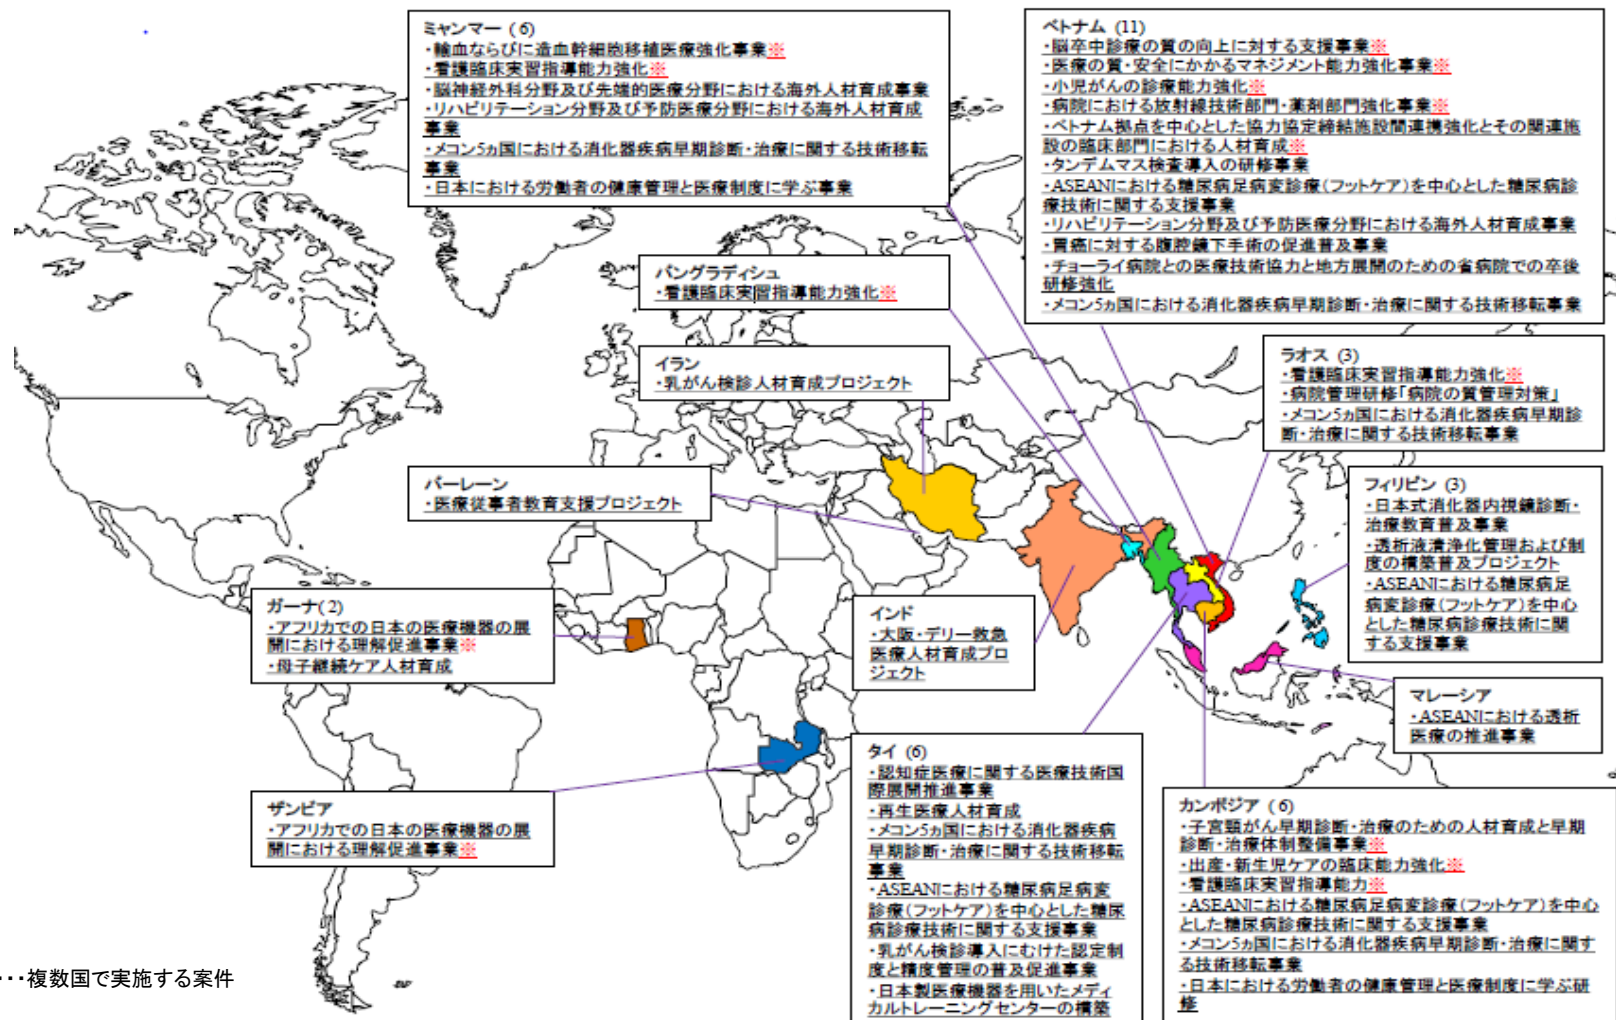 ミャンマー (6)
・輸血ならびに造血幹細胞移植医療強化事業※
・看護臨床実習指導能力強化※
・脳神経外科分野及び先端的医療分野における海外人材育成事業
・リハビリテーション分野及び予防医療分野における海外人材育成
事業
・メコン5ヵ国における消化器疾病早期診断・治療に関する技術移転
事業
・日本における労働者の健康管理と医療制度に学ぶ事業
ベトナム (11)
・脳卒中診療の質の向上に対する支援事業※
・医療の質・安全にかかるマネジメント能力強化事業※
・小児がんの診療能力強化※
・病院における放射線技術部門・薬剤部門強化事業※
・ベトナム拠点を中心とした協力協定締結施設間連携強化とその関連施
設の臨床部門における人材育成※
・タンデムマス検査導入の研修事業
・ASEANにおける糖尿病足病変診療(フットケア)を中心とした糖尿病診
療技術に関する支援事業
・リハビリテーション分野及び予防医療分野における海外人材育成事業
・胃癌に対する腹腔鏡下手術の促進普及事業
・チョーライ病院との医療技術協力と地方展開のための省病院での卒後
研修強化
・メコン5ヵ国における消化器疾病早期診断・治療に関する技術移転事業
バングラディシュ
・看護臨床実習指導能力強化※
イラン
・乳がん検診人材育成プロジェクト
ラオス (3)
・看護臨床実習指導能力強化※
・病院管理研修「病院の質管理対策」
・メコン5ヵ国における消化器疾病早期診
断・治療に関する技術移転事業
バーレーン
・医療従事者教育支援プロジェクト
フィリピン (3)
・日本式消化器内視鏡診断・
治療教育普及事業
・透析液清浄化管理および制
度の構築普及プロジェクト
・ASEANにおける糖尿病足
病変診療(フットケア)を中心
とした糖尿病診療技術に関
する支援事業
ガーナ(2)
・アフリカでの日本の医療機器の展
開における理解促進事業※
・母子継続ケア人材育成
インド
・大阪・デリー救急
医療人材育成プロ
ジェクト
マレーシア
・ASEANにおける透析
医療の推進事業
ザンビア
・アフリカでの日本の医療機器の展
開における理解促進事業※
タイ (6)
・認知症医療に関する医療技術国
際展開推進事業
・再生医療人材育成
・メコン5ヵ国における消化器疾病
早期診断・治療に関する技術移転
事業
・ASEANにおける糖尿病足病変
診療(フットケア)を中心とした糖尿
病診療技術に関する支援事業
・乳がん検診導入にむけた認定制
度と精度管理の普及促進事業
・日本製医療機器を用いたメディ
カルトレーニングセンターの構築
カンボジア (6)
・子宮頸がん早期診断・治療のための人材育成と早期
診断・治療体制整備事業※
・出産・新生児ケアの臨床能力強化※
・看護臨床実習指導能力※
・ASEANにおける糖尿病足病変診療(フットケア)を中心
とした糖尿病診療技術に関する支援事業
・メコン5ヵ国における消化器疾病早期診断・治療に関す
る技術移転事業
・日本における労働者の健康管理と医療制度に学ぶ研
修
・・・複数国で実施する案件